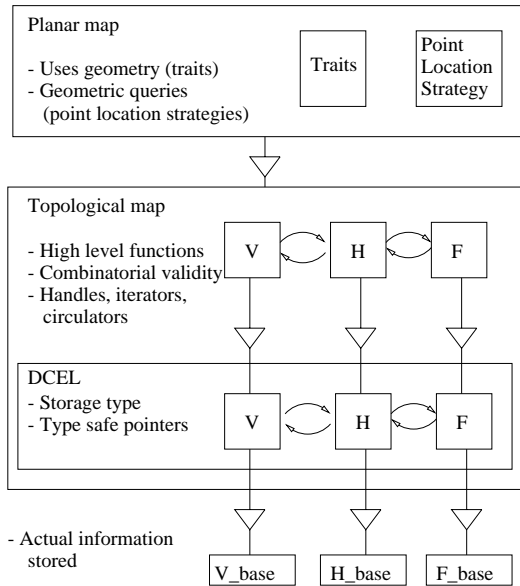 Planar map
- Uses geometry (traits)
- Geometric queries
(point location strategies)
Traits
Point
Location
Strategy
Topological map
- High level functions
- Combinatorial validity
- Handles, iterators,
circulators
V
H
F
DCEL
- Storage type
- Type safe pointers
V
H
F
- Actual information
stored
V_base
H_base
F_base